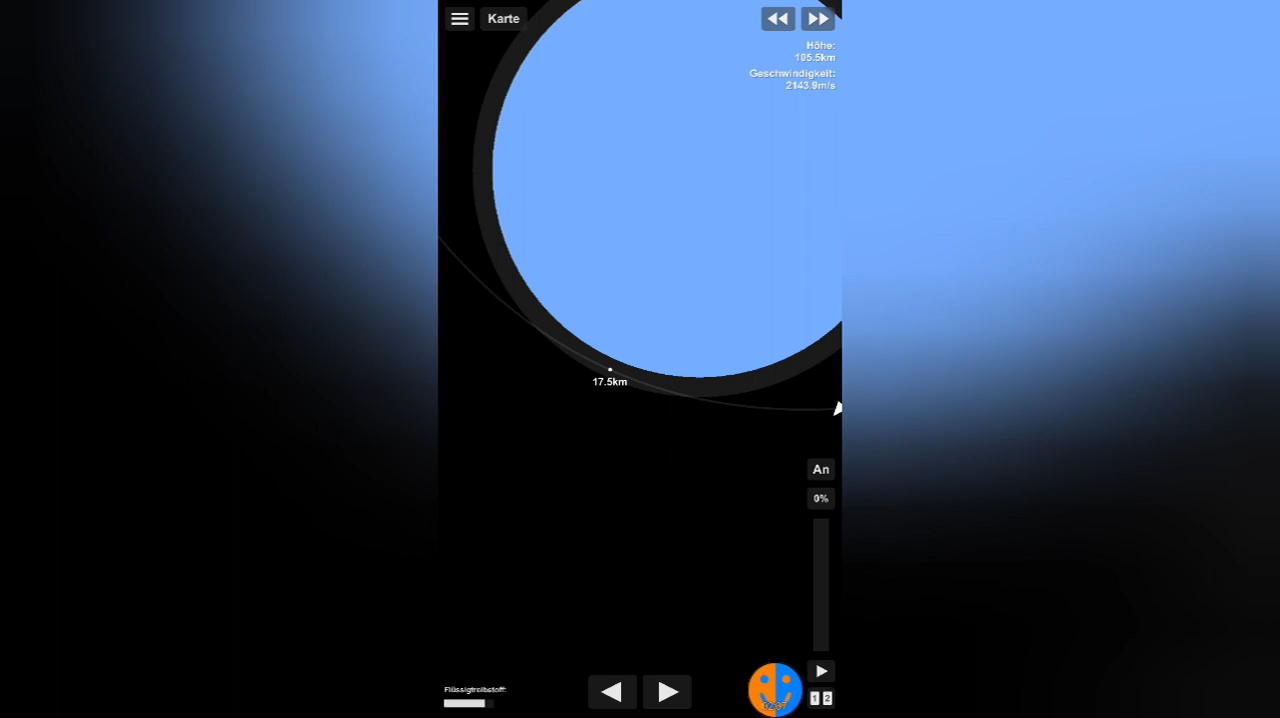 Karte
Höhe:
105.5km
Geschwindigkeit:
2143.9m/s
17.5km
An
0%
Flüssigtreibstoff:
1 2